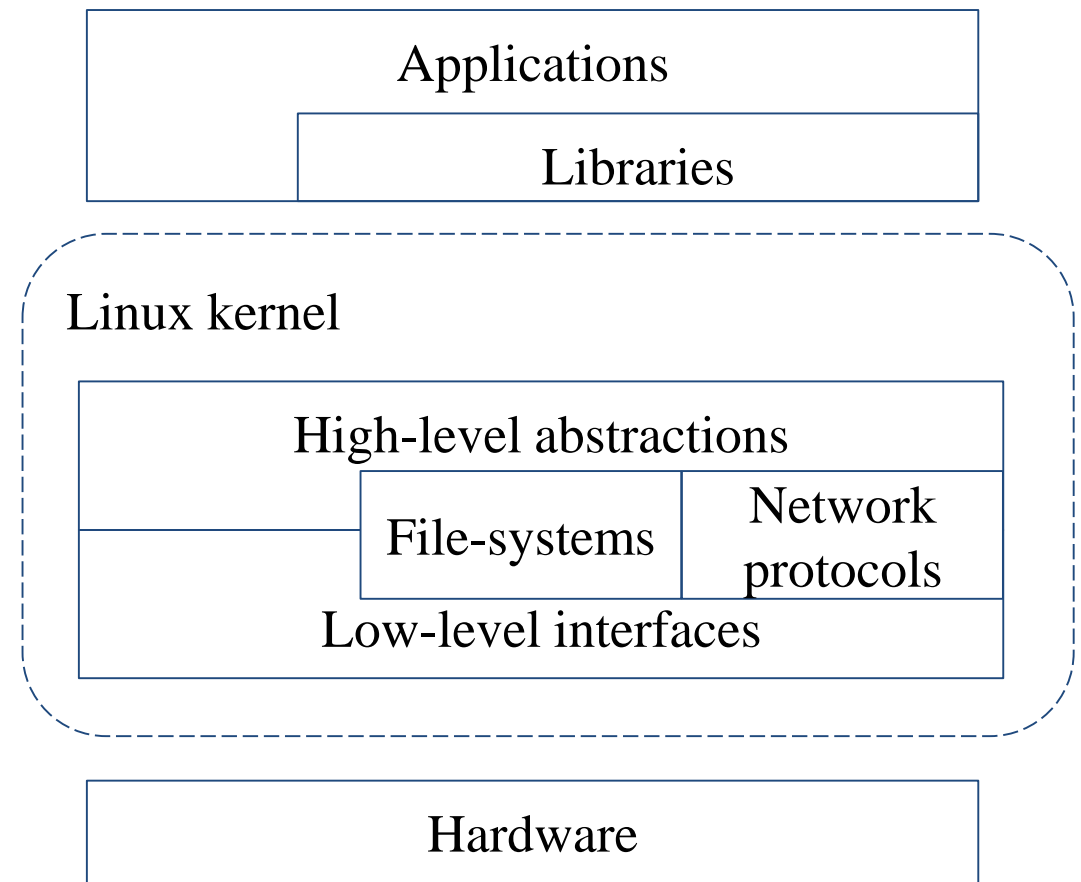 Applications
Libraries
Linux kernel
High-level abstractions
File-systems
Network
protocols
Low-level interfaces
Hardware